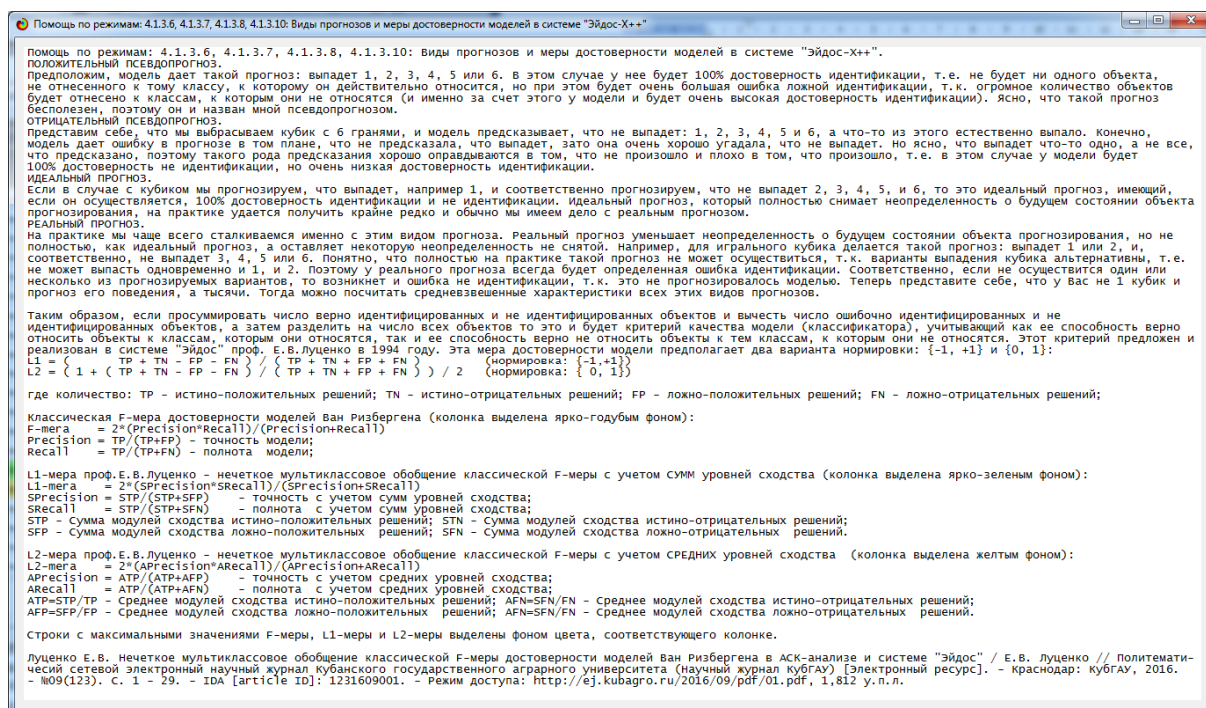 Помощь по режимам: 4.1.3.6, 4.1.3.7, 4.1.3.8, 4.1.3.10: Виды прогнозов и меры достоверности моделей в системе "Эйдос-X++"
Помощь по режимам: 4.1.3.6, 4.1.3.7, 4.1.3.8, 4.1.3.10: Виды прогнозов и меры достоверности моделей в системе "Эйдос-X++".
ПОЛОЖИТЕЛЬНЫЙ ПСЕВДОПРОГНОЗ.
Предположим, модель дает такой прогноз: выпадет 1, 2, 3, 4, 5 или 6. В этом случае у нее будет 100% достоверность идентификации, т.е. не будет ни одного объекта,
не отнесенного к тому классу, к которому он действительно относится, но при этом будет очень большая ошибка ложной идентификации, т.к. огромное количество объектов
будет отнесено к классам, к которым они не относятся (и именно за счет этого у модели и будет очень высокая достоверность идентификации). Ясно, что такой прогноз
бесполезен, поэтому он и назван мной псевдопрогнозом.
ОТРИЦАТЕЛЬНЫЙ ПСЕВДОПРОГНОЗ.
Представим себе, что мы выбрасываем кубик с 6 гранями, и модель предсказывает, что не выпадет: 1, 2, 3, 4, 5 и 6, а что-то из этого естественно выпало. Конечно,
модель дает ошибку в прогнозе в том плане, что не предсказала, что выпадет, зато она очень хорошо угадала, что не выпадет. Но ясно, что выпадет что-то одно, а не все,
что предсказано, поэтому такого рода предсказания хорошо оправдываются в том, что не произошло и плохо в том, что произошло, т.е. в этом случае у модели будет
100% достоверность не идентификации, но очень низкая достоверность идентификации.
ИДЕАЛЬНЫЙ ПРОГНОЗ.
Если в случае с кубиком мы прогнозируем, что выпадет, например 1, и соответственно прогнозируем, что не выпадет 2, 3, 4, 5, и 6, то это идеальный прогноз, имеющий,
если он осуществляется, 100% достоверность идентификации и не идентификации. Идеальный прогноз, который полностью снимает неопределенность о будущем состоянии объекта
прогнозирования, на практике удается получить крайне редко и обычно мы имеем дело с реальным прогнозом.
РЕАЛЬНЫЙ ПРОГНОЗ.
На практике мы чаще всего сталкиваемся именно с этим видом прогноза. Реальный прогноз уменьшает неопределенность о будущем состоянии объекта прогнозирования, но не
полностью, как идеальный прогноз, а оставляет некоторую неопределенность не снятой. Например, для игрального кубика делается такой прогноз: выпадет 1 или 2, и,
соответственно, не выпадет 3, 4, 5 или 6. Понятно, что полностью на практике такой прогноз не может осуществиться, т.к. варианты выпадения кубика альтернативны, т.е.
не может выпасть одновременно и 1, и 2. Поэтому у реального прогноза всегда будет определенная ошибка идентификации. Соответственно, если не осуществится один или
несколько из прогнозируемых вариантов, то возникнет и ошибка не идентификации, т.к. это не прогнозировалось моделью. Теперь представите себе, что у Вас не 1 кубик и
прогноз его поведения, а тысячи. Тогда можно посчитать средневзвешенные характеристики всех этих видов прогнозов.
Таким образом, если просуммировать число верно идентифицированных и не идентифицированных объектов и вычесть число ошибочно идентифицированных и не
идентифицированных объектов, а затем разделить на число всех объектов то это и будет критерий качества модели (классификатора), учитывающий как ее способность верно
относить объекты к классам, которым они относятся, так и ее способность верно не относить объекты к тем классам, к которым они не относятся. Этот критерий предложен и
реализован в системе "Эйдос" проф. Е.В.Луценко в 1994 году. Эта мера достоверности модели предполагает два варианта нормировки: {-1, +1} и {0, 1}:
L1 = ( TP + TN - FP - FN ) / ( TP + TN + FP + FN ) (нормировка: {-1,+1})
L2 = ( 1 + ( TP + TN - FP - FN ) / ( TP + TN + FP + FN ) ) / 2 (нормировка: { 0, 1})
где количество: TP - истино-положительных решений; TN - истино-отрицательных решений; FP - ложно-положительных решений; FN - ложно-отрицательных решений;
Классическая F-мера достоверности моделей Ван Ризбергена (колонка выделена ярко-годубым фоном):
F-mera = 2*(Precision*Recall)/(Precision+Recall)
Precision = TP/(TP+FP) - точность модели;
Recall = TP/(TP+FN) - полнота модели;
L1-мера проф.Е.В.Луценко - нечеткое мультиклассовое обобщение классической F-меры с учетом СУММ уровней сходства (колонка выделена ярко-зеленым фоном):
L1-mera = 2*(SPrecision*SRecall)/(SPrecision+SRecall)
SPrecision = STP/(STP+SFP) - точность с учетом сумм уровней сходства;
SRecall = STP/(STP+SFN) - полнота с учетом сумм уровней сходства;
STP - Сумма модулей сходства истино-положительных решений; STN - Сумма модулей сходства истино-отрицательных решений;
SFP - Сумма модулей сходства ложно-положительных решений; SFN - Сумма модулей сходства ложно-отрицательных решений.
L2-мера проф.Е.В.Луценко - нечеткое мультиклассовое обобщение классической F-меры с учетом СРЕДНИХ уровней сходства (колонка выделена желтым фоном):
L2-mera = 2*(APrecision*ARecall)/(APrecision+ARecall)
APrecision = ATP/(ATP+AFP) - точность с учетом средних уровней сходства;
ARecall = ATP/(ATP+AFN) - полнота с учетом средних уровней сходства;
ATP=STP/TP - Среднее модулей сходства истино-положительных решений; AFN=SFN/FN - Среднее модулей сходства истино-отрицательных решений;
AFP=SFP/FP - Среднее модулей сходства ложно-положительных решений; AFN=SFN/FN - Среднее модулей сходства ложно-отрицательных решений.
Строки с максимальными значениями F-меры, L1-меры и L2-меры выделены фоном цвета, соответствующего колонке.
Луценко Е.В. Нечеткое мультиклассовое обобщение классической F-меры достоверности моделей Ван Ризбергена в АСК-анализе и системе "Эйдос" / Е.В. Луценко // Политемати-
чесий сетевой электронный научный журнал Кубанского государственного аграрного университета (Научный журнал КубГАУ) [Электронный ресурс]. - Краснодар: КубГАУ, 2016.
- №09(123). С. 1 - 29. - IDA [article ID]: 1231609001. - Режим доступа: http://ej.kubagro.ru/2016/09/pdf/01.pdf, 1,812 у.п.л.